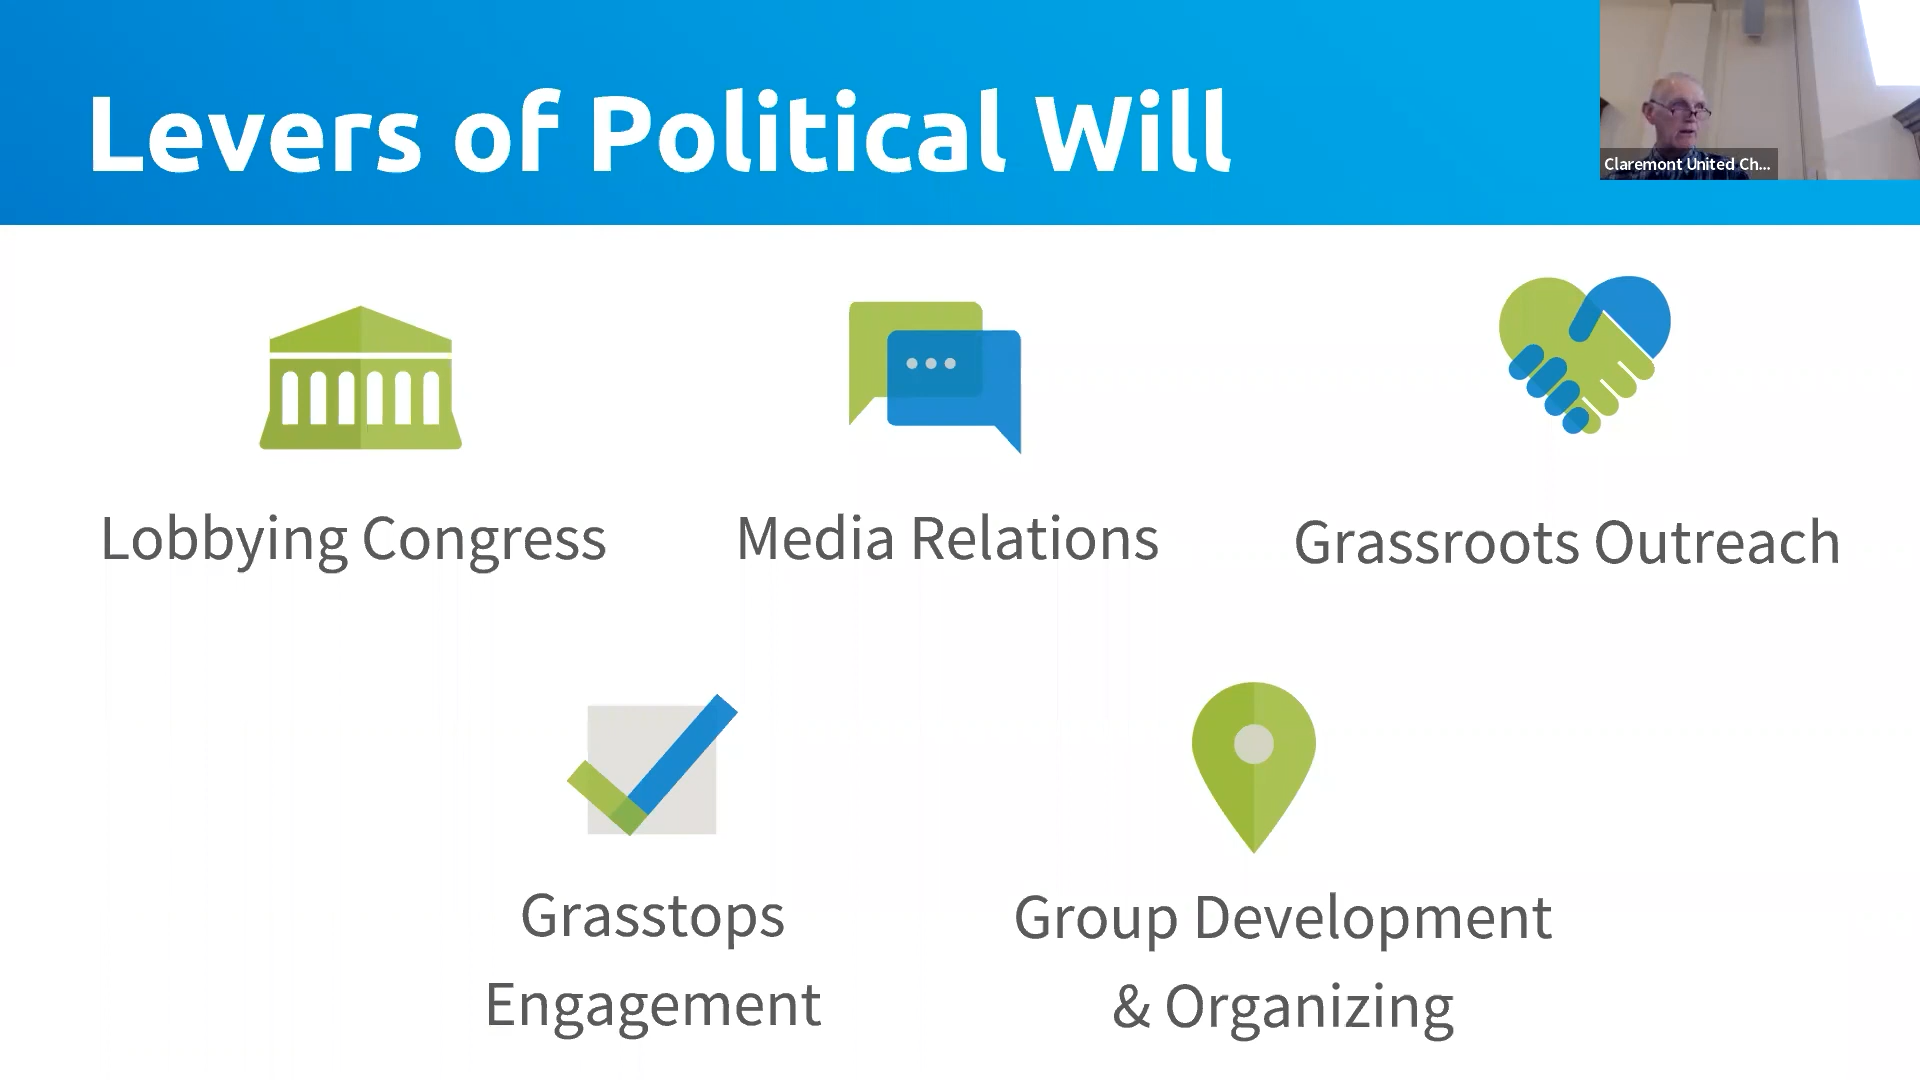 Levers of Political Will
Claremont United Ch...
Lobbying Congress
Media Relations
Grassroots Outreach
Grasstops
Engagement
Group Development
& Organizing